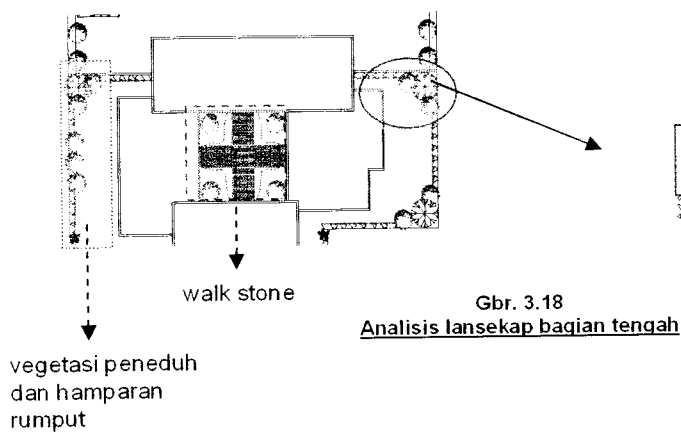 walk stone
Gbr. 3.18
Analisis lansekap bagian tengah
vegetasi peneduh
dan hamparan
rumput